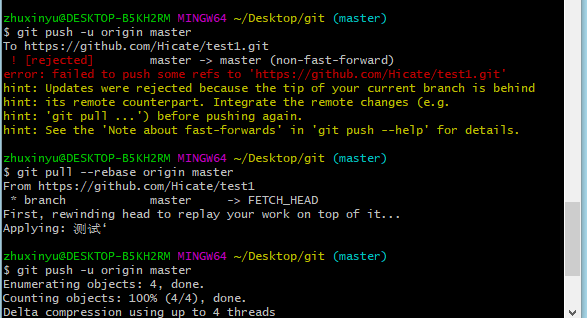 zhuxinyu@DESKTOP-B5KH2RM MINGW64 ~/Desktop/git (master)
$ git push -u origin master
To https://github.com/Hicate/test1.git
 ! [rejected]        master -> master (non-fast-forward)
error: failed to push some refs to 'https://github.com/Hicate/test1.git'
hint: Updates were rejected because the tip of your current branch is behind
hint: its remote counterpart. Integrate the remote changes (e.g.
hint: 'git pull ...') before pushing again.
hint: See the 'Note about fast-forwards' in 'git push --help' for details.
zhuxinyu@DESKTOP-B5KH2RM MINGW64 ~/Desktop/git (master)
$ git pull --rebase origin master
From https://github.com/Hicate/test1
 * branch            master     -> FETCH_HEAD
First, rewinding head to replay your work on top of it...
Applying: 测试‘
zhuxinyu@DESKTOP-B5KH2RM MINGW64 ~/Desktop/git (master)
$ git push -u origin master
Enumerating objects: 4, done.
Counting objects: 100% (4/4), done.
Delta compression using up to 4 threads